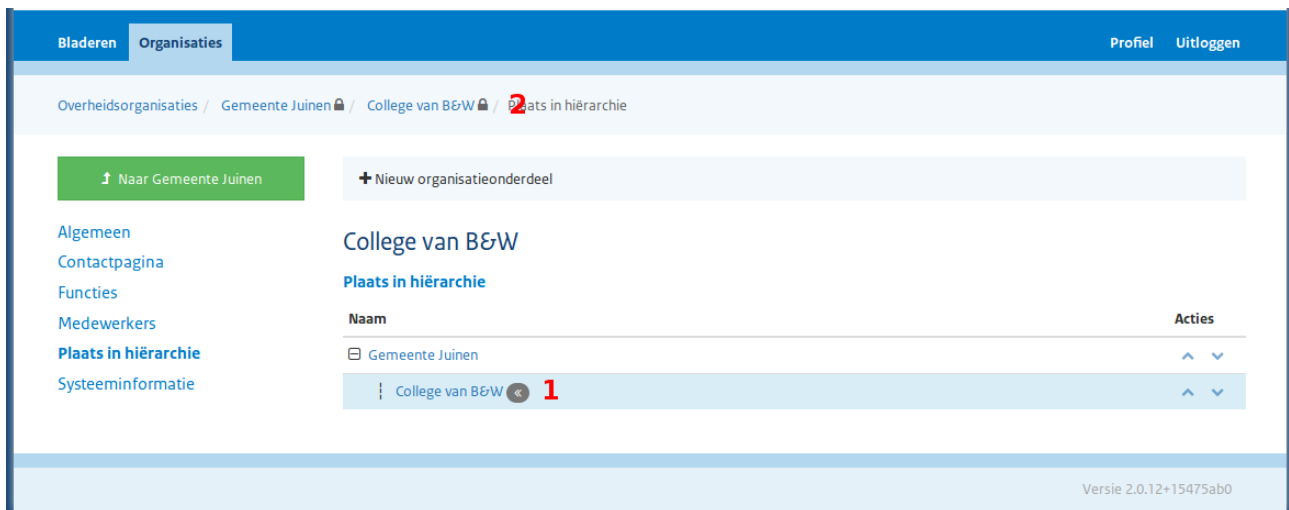 Bladeren Organisaties Profiel Uitloggen
Overheidsorganisaties / Gemeente Juinen / College van B&W / 2 Plaats in hiërarchie
Naar Gemeente Juinen
Nieuw organisatieonderdeel
Algemeen
Contactpagina
Functies
Medewerkers
Plaats in hiërarchie
Systeeminformatie
College van B&W
Plaats in hiërarchie
Naam Acties
Gemeente Juinen
College van B&W « 1
Versie 2.0.12+15475ab0